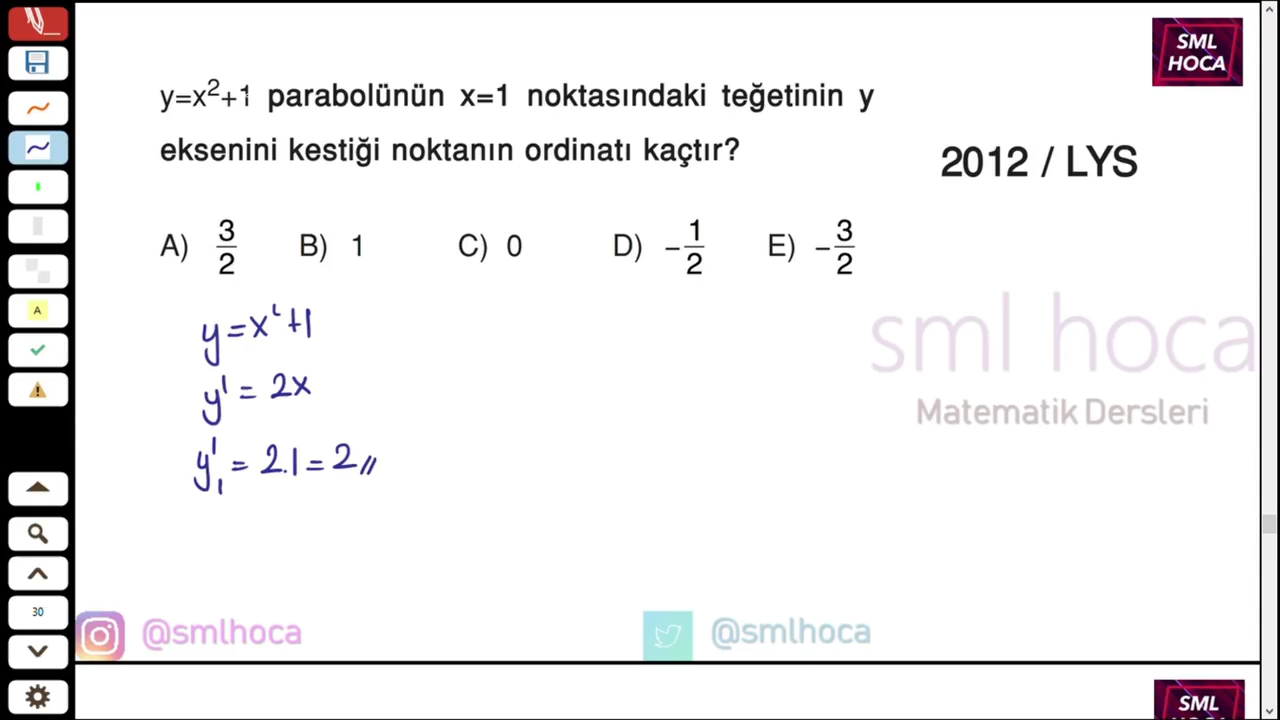 SML
HOCA
y=x²+1 parabolünün x=1 noktasındaki teğetinin y
eksenini kestiği noktanın ordinatı kaçtır?
2012 / LYS
A) 3/2 B) 1 C) 0 D) -1/2 E) -3/2
y=x²+1
y' = 2x
y'₁ = 2.1=2//
sml hoca
Matematik Dersleri
A
30
@smlhoca
@smlhoca
SML
HOCA